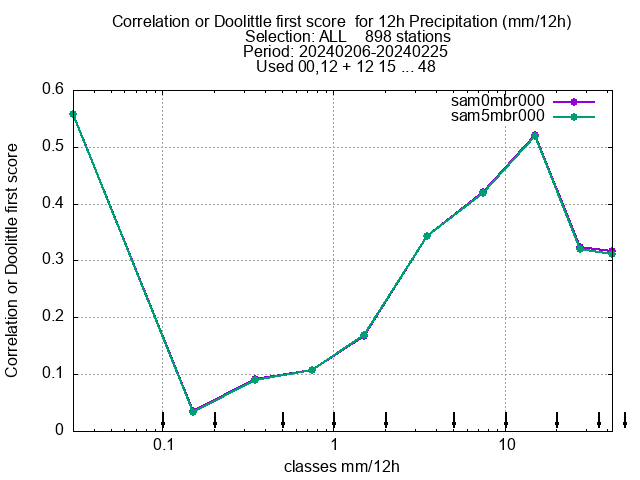 Correlation or Doolittle first score  for 12h Precipitation (mm/12h)
Selection: ALL    898 stations
Period: 20240206-20240225
Used 00,12 + 12 15 ... 48
sam0mbr000
sam5mbr000
Correlation or Doolittle first score
0.6
0.5
0.4
0.3
0.2
0.1
0
0.1 1 10
classes mm/12h